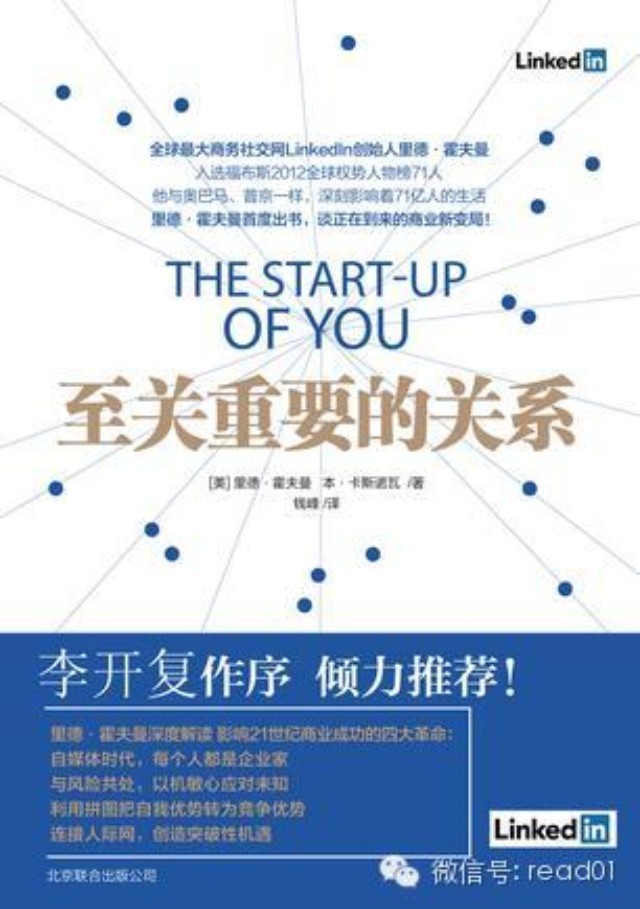 Linked in
全球最大商务社交网LinkedIn创始人里德·霍夫曼
入选福布斯2012全球权势人物榜71人
他与奥巴马、普京一样，深刻影响着71亿人的生活
里德·霍夫曼首度出书，谈正在到来的商业新变局！
THE START-UP
OF YOU
至关重要的关系
[美] 里德·霍夫曼 本·卡斯诺瓦 /著
钱峰 /译
李开复作序 倾力推荐！
里德·霍夫曼深度解读 影响21世纪商业成功的四大革命：
自媒体时代，每个人都是企业家
与风险共处，以机敏心应对未知
利用拼图把自我优势转为竞争优势
连接人际网，创造突破性机遇
Linked in
北京联合出版公司
微信号: read01